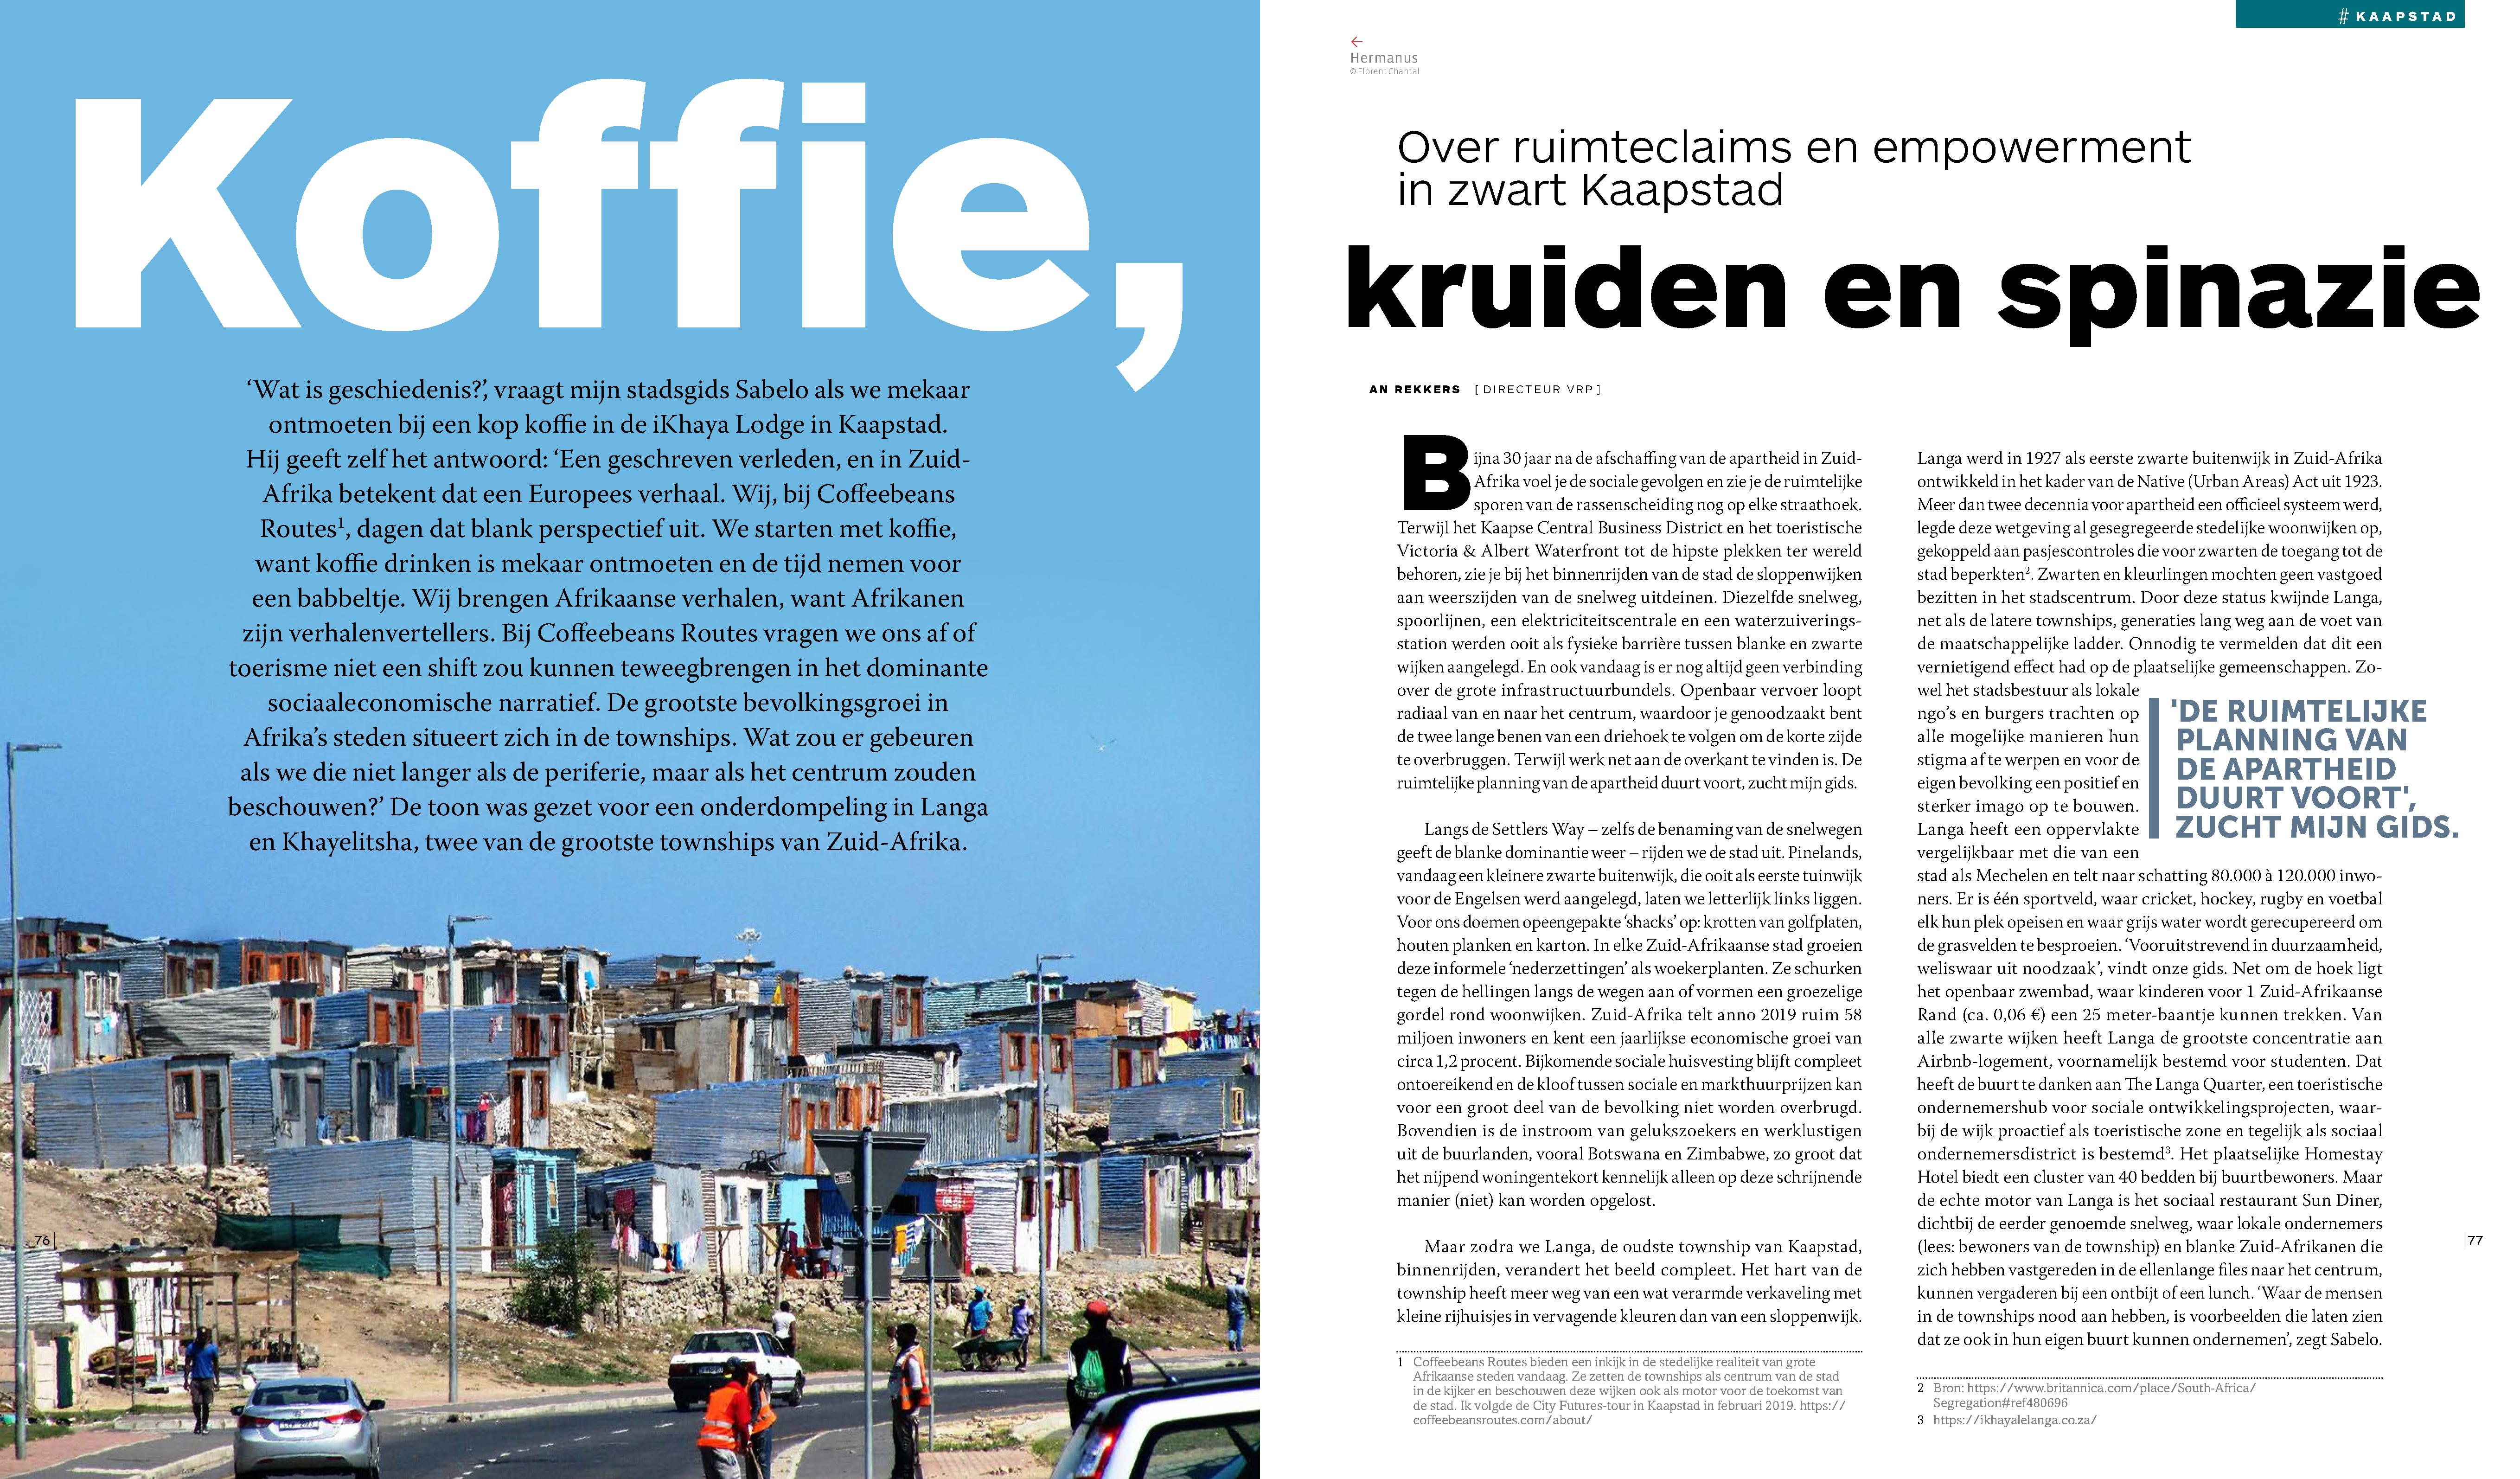 Koffie,
‘Wat is geschiedenis?’, vraagt mijn stadsgids Sabelo als we mekaar
ontmoeten bij een kop koffie in de iKhaya Lodge in Kaapstad.
Hij geeft zelf het antwoord: ‘Een geschreven verleden, en in Zuid-
Afrika betekent dat een Europees verhaal. Wij, bij Coffeebeans
Routes¹, dagen dat blank perspectief uit. We starten met koffie,
want koffie drinken is mekaar ontmoeten en de tijd nemen voor
een babbeltje. Wij brengen Afrikaanse verhalen, want Afrikanen
zijn verhalenvertellers. Bij Coffeebeans Routes vragen we ons af of
toerisme niet een shift zou kunnen teweegbrengen in het dominante
sociaaleconomische narratief. De grootste bevolkingsgroei in
Afrika’s steden situeert zich in de townships. Wat zou er gebeuren
als we die niet langer als de periferie, maar als het centrum zouden
beschouwen?’ De toon was gezet voor een onderdompeling in Langa
en Khayelitsha, twee van de grootste townships van Zuid-Afrika.
76
# KAAPSTAD
←
Hermanus
© Florent Chantal
Over ruimteclaims en empowerment
in zwart Kaapstad
kruiden en spinazie
AN REKKERS [ DIRECTEUR VRP ]
Bijna 30 jaar na de afschaffing van de apartheid in Zuid-
Afrika voel je de sociale gevolgen en zie je de ruimtelijke
sporen van de rassenscheiding nog op elke straathoek.
Terwijl het Kaapse Central Business District en het toeristische
Victoria & Albert Waterfront tot de hipste plekken ter wereld
behoren, zie je bij het binnenrijden van de stad de sloppenwijken
aan weerszijden van de snelweg uitdeinen. Diezelfde snelweg,
spoorlijnen, een elektriciteitscentrale en een waterzuiverings-
station werden ooit als fysieke barrière tussen blanke en zwarte
wijken aangelegd. En ook vandaag is er nog altijd geen verbinding
over de grote infrastructuurbundels. Openbaar vervoer loopt
radiaal van en naar het centrum, waardoor je genoodzaakt bent
de twee lange benen van een driehoek te volgen om de korte zijde
te overbruggen. Terwijl werk net aan de overkant te vinden is. De
ruimtelijke planning van de apartheid duurt voort, zucht mijn gids.
Langs de Settlers Way – zelfs de benaming van de snelwegen
geeft de blanke dominantie weer – rijden we de stad uit. Pinelands,
vandaag een kleinere zwarte buitenwijk, die ooit als eerste tuinwijk
voor de Engelsen werd aangelegd, laten we letterlijk links liggen.
Voor ons doemen opeengepakte ‘shacks’ op: krotten van golfplaten,
houten planken en karton. In elke Zuid-Afrikaanse stad groeien
deze informele ‘nederzettingen’ als woekerplanten. Ze schurken
tegen de hellingen langs de wegen aan of vormen een groezelige
gordel rond woonwijken. Zuid-Afrika telt anno 2019 ruim 58
miljoen inwoners en kent een jaarlijkse economische groei van
circa 1,2 procent. Bijkomende sociale huisvesting blijft compleet
ontoereikend en de kloof tussen sociale en markthuurprijzen kan
voor een groot deel van de bevolking niet worden overbrugd.
Bovendien is de instroom van gelukszoekers en werklustigen
uit de buurlanden, vooral Botswana en Zimbabwe, zo groot dat
het nijpend woningentekort kennelijk alleen op deze schrijnende
manier (niet) kan worden opgelost.
Maar zodra we Langa, de oudste township van Kaapstad,
binnenrijden, verandert het beeld compleet. Het hart van de
township heeft meer weg van een wat verarmde verkaveling met
kleine rijhuisjes in vervagende kleuren dan van een sloppenwijk.
1 Coffeebeans Routes bieden een inkijk in de stedelijke realiteit van grote
Afrikaanse steden vandaag. Ze zetten de townships als centrum van de stad
in de kijker en beschouwen deze wijken ook als motor voor de toekomst van
de stad. Ik volgde de City Futures-tour in Kaapstad in februari 2019. https://
coffeebeansroutes.com/about/
Langa werd in 1927 als eerste zwarte buitenwijk in Zuid-Afrika
ontwikkeld in het kader van de Native (Urban Areas) Act uit 1923.
Meer dan twee decennia voor apartheid een officieel systeem werd,
legde deze wetgeving al gesegregeerde stedelijke woonwijken op,
gekoppeld aan pasjescontroles die voor zwarten de toegang tot de
stad beperkten². Zwarten en kleurlingen mochten geen vastgoed
bezitten in het stadscentrum. Door deze status kwijnde Langa,
net als de latere townships, generaties lang weg aan de voet van
de maatschappelijke ladder. Onnodig te vermelden dat dit een
vernietigend effect had op de plaatselijke gemeenschappen. Zo-
wel het stadsbestuur als lokale
ngo’s en burgers trachten op
alle mogelijke manieren hun
stigma af te werpen en voor de
eigen bevolking een positief en
sterker imago op te bouwen.
Langa heeft een oppervlakte
vergelijkbaar met die van een
stad als Mechelen en telt naar schatting 80.000 à 120.000 inwo-
ners. Er is één sportveld, waar cricket, hockey, rugby en voetbal
elk hun plek opeisen en waar grijs water wordt gerecupereerd om
de grasvelden te besproeien. ‘Vooruitstrevend in duurzaamheid,
weliswaar uit noodzaak’, vindt onze gids. Net om de hoek ligt
het openbaar zwembad, waar kinderen voor 1 Zuid-Afrikaanse
Rand (ca. 0,06 €) een 25 meter-baantje kunnen trekken. Van
alle zwarte wijken heeft Langa de grootste concentratie aan
Airbnb-logement, voornamelijk bestemd voor studenten. Dat
heeft de buurt te danken aan The Langa Quarter, een toeristische
ondernemershub voor sociale ontwikkelingsprojecten, waar-
bij de wijk proactief als toeristische zone en tegelijk als sociaal
ondernemersdistrict is bestemd³. Het plaatselijke Homestay
Hotel biedt een cluster van 40 bedden bij buurtbewoners. Maar
de echte motor van Langa is het sociaal restaurant Sun Diner,
dichtbij de eerder genoemde snelweg, waar lokale ondernemers
(lees: bewoners van de township) en blanke Zuid-Afrikanen die
zich hebben vastgereden in de ellenlange files naar het centrum,
kunnen vergaderen bij een ontbijt of een lunch. ‘Waar de mensen
in de townships nood aan hebben, is voorbeelden die laten zien
dat ze ook in hun eigen buurt kunnen ondernemen’, zegt Sabelo.
'DE RUIMTELIJKE
PLANNING VAN
DE APARTHEID
DUURT VOORT',
ZUCHT MIJN GIDS.
2 Bron: https://www.britannica.com/place/South-Africa/
Segregation#ref480696
3 https://ikhayalelanga.co.za/
77